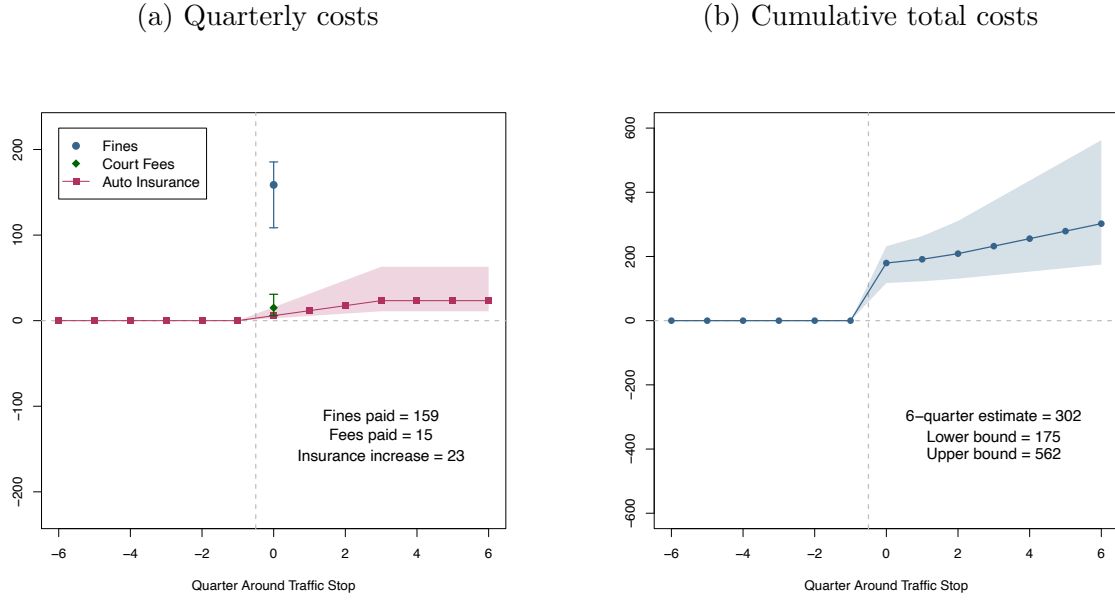 (a) Quarterly costs
200
100
0
−100
−200
Fines
Court Fees
Auto Insurance
Fines paid = 159
Fees paid = 15
Insurance increase = 23
−6 −4 −2 0 2 4 6
Quarter Around Traffic Stop
(b) Cumulative total costs
600
400
200
0
−200
−400
−600
6−quarter estimate = 302
Lower bound = 175
Upper bound = 562
−6 −4 −2 0 2 4 6
Quarter Around Traffic Stop